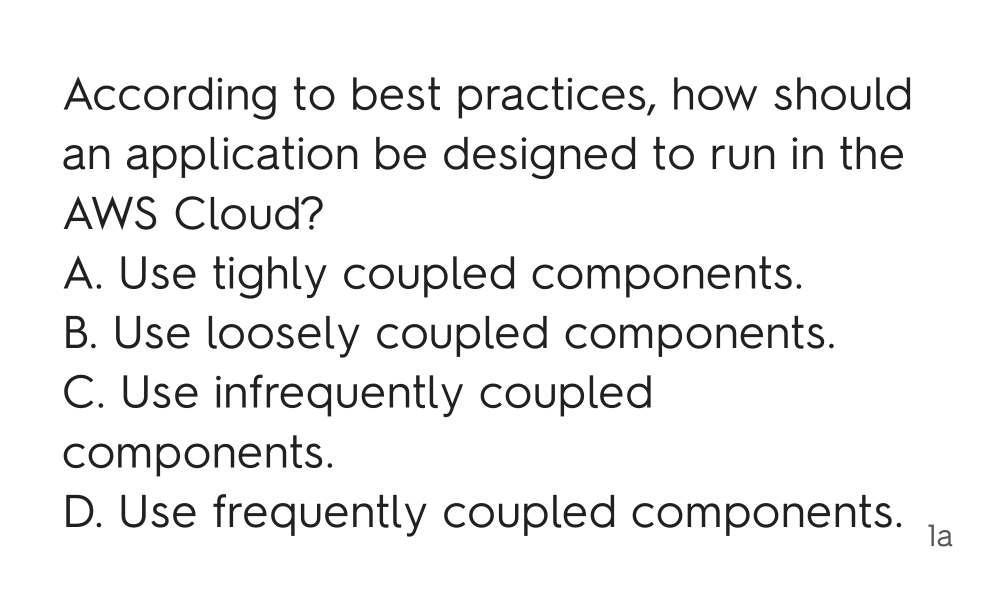 According to best practices, how should
an application be designed to run in the
AWS Cloud?
A. Use tighly coupled components.
B. Use loosely coupled components.
C. Use infrequently coupled
components.
D. Use frequently coupled components.
1a